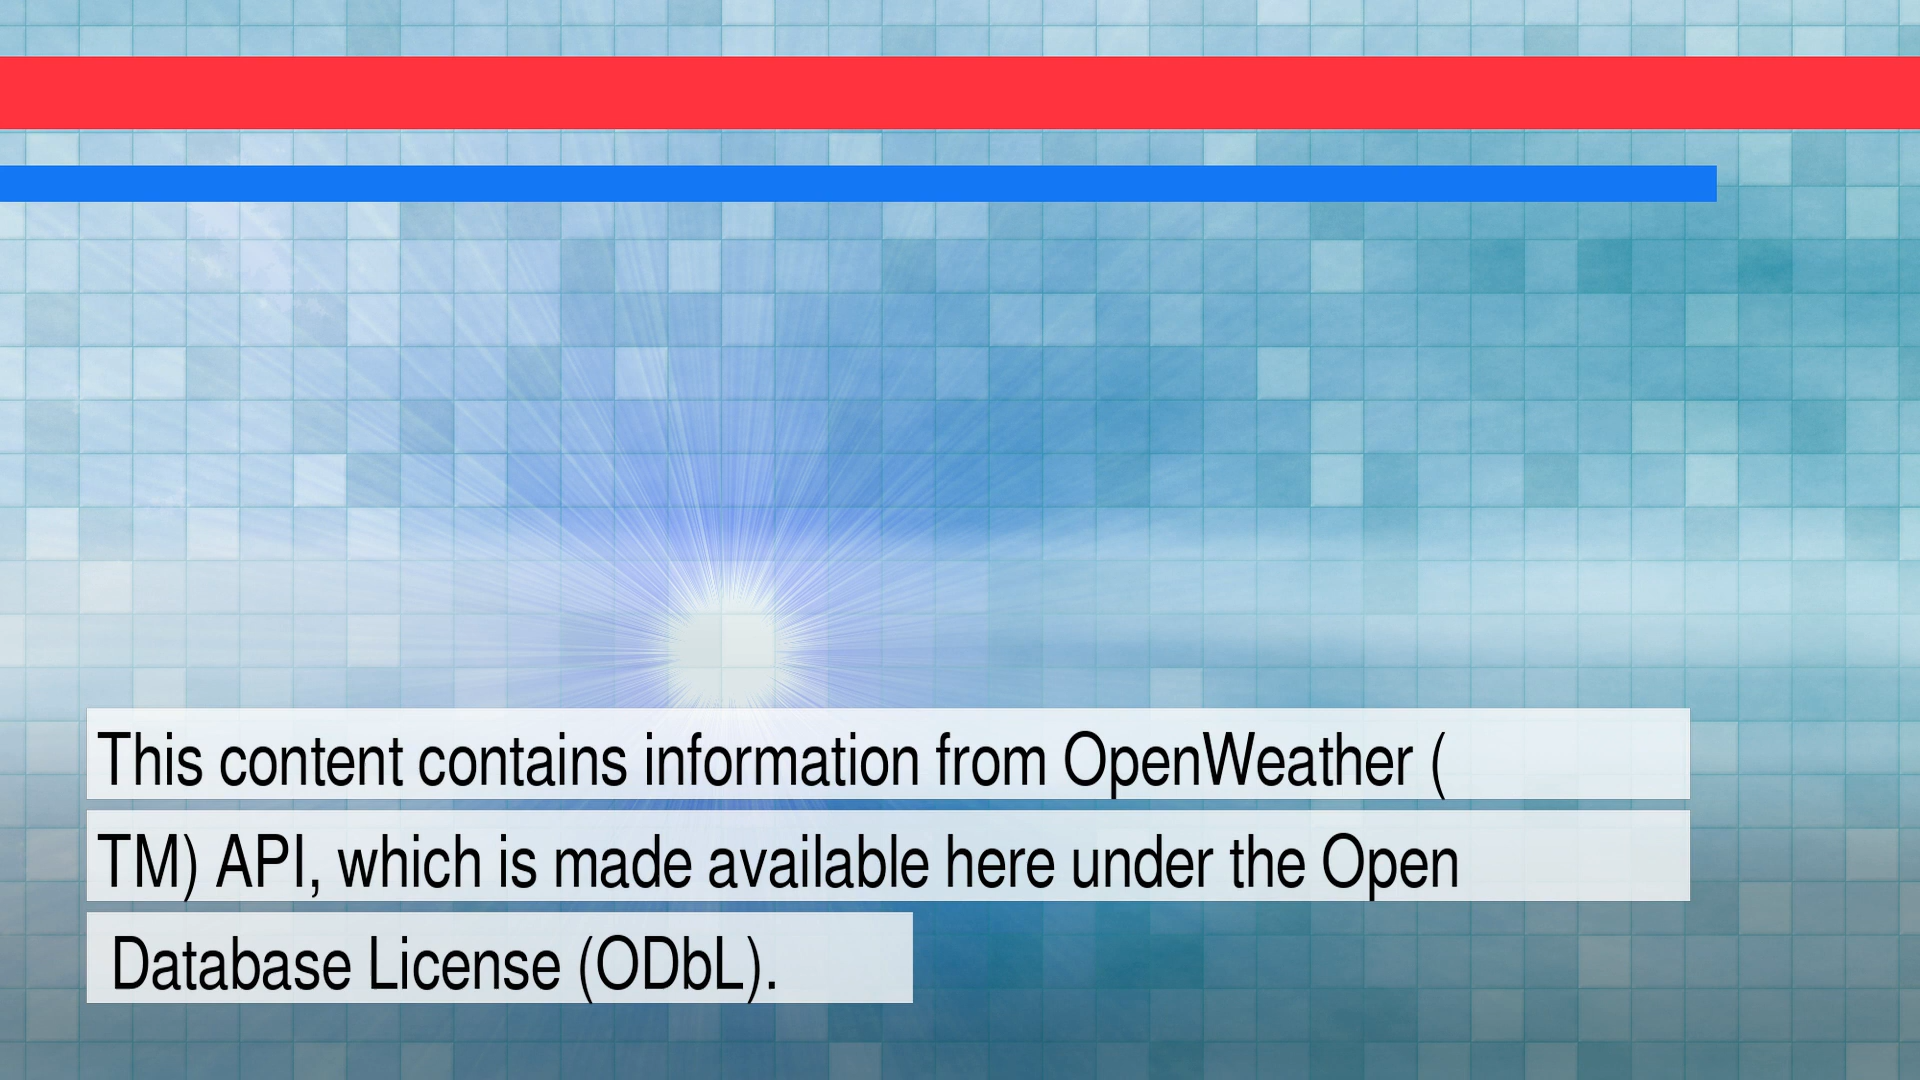 This content contains information from OpenWeather (
TM) API, which is made available here under the Open
Database License (ODbL).